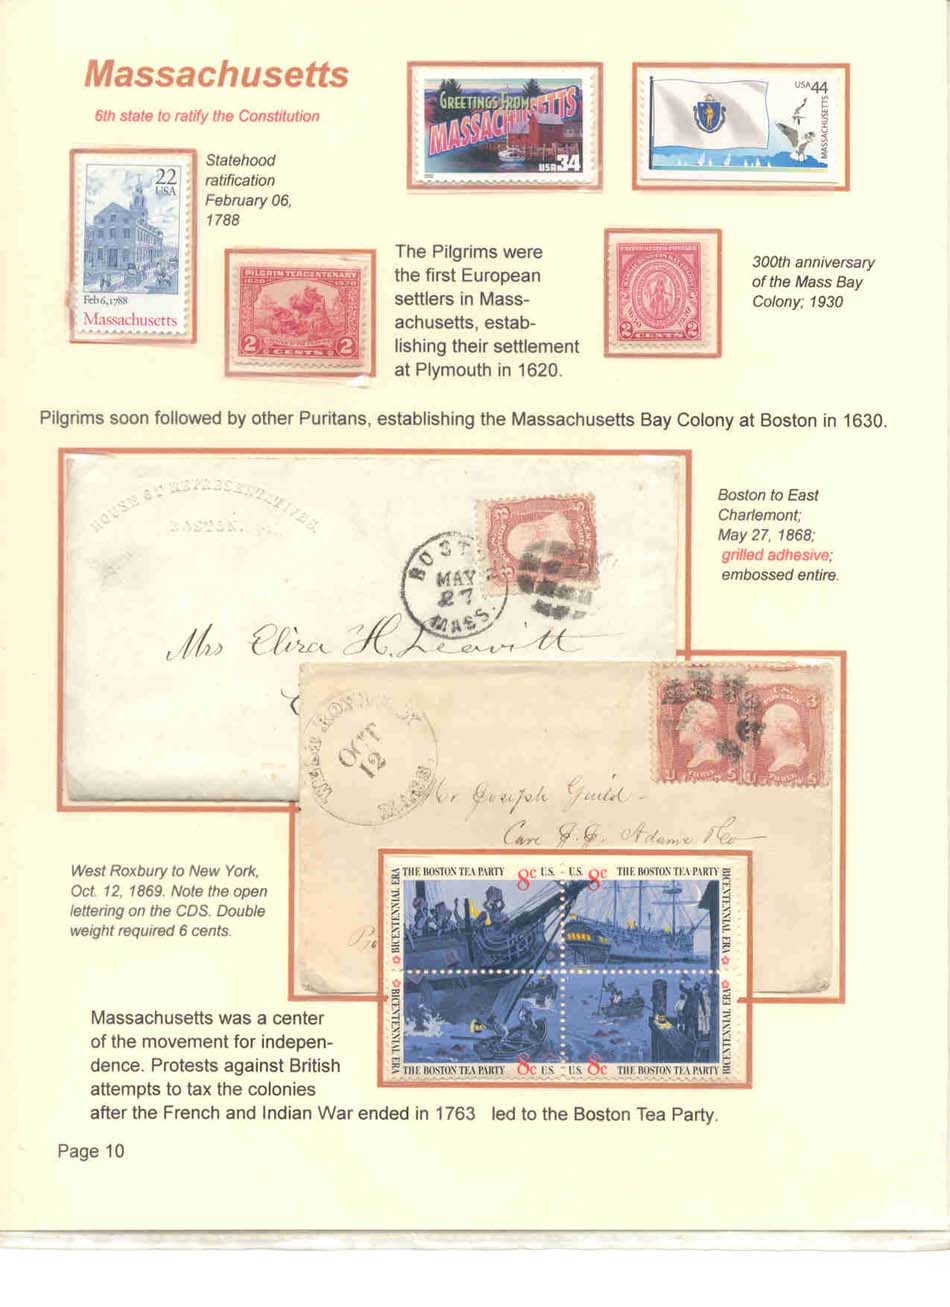 Massachusetts
6th state to ratify the Constitution
GREETINGS FROM
MASSACHUSETTS
USA 34
USA 44
MASSACHUSETTS
22
USA
Feb 6, 1788
Massachusetts
Statehood
ratification
February 06,
1788
PILGRIM TERCENTENARY
1620 1920
2 CENTS 2
The Pilgrims were
the first European
settlers in Mass-
achusetts, estab-
lishing their settlement
at Plymouth in 1620.
2 CENTS 2
300th anniversary
of the Mass Bay
Colony; 1930
Pilgrims soon followed by other Puritans, establishing the Massachusetts Bay Colony at Boston in 1630.
HOUSE OF REPRESENTATIVES,
BOSTON,
BOSTON
MAY
27
MASS.
Mrs Eliza H. Leavitt
Boston to East
Charlemont;
May 27, 1868;
grilled adhesive;
embossed entire.
WEST ROXBURY
OCT
12
MASS.
3
U 5 U 5
Mr Joseph Guild
Care J. J. Adams & Co
West Roxbury to New York,
Oct. 12, 1869. Note the open
lettering on the CDS. Double
weight required 6 cents.
THE BOSTON TEA PARTY 8c U.S.
BICENTENNIAL ERA
U.S. 8c THE BOSTON TEA PARTY
BICENTENNIAL ERA
BICENTENNIAL ERA
THE BOSTON TEA PARTY 8c U.S.
U.S. 8c THE BOSTON TEA PARTY
BICENTENNIAL ERA
Massachusetts was a center
of the movement for indepen-
dence. Protests against British
attempts to tax the colonies
after the French and Indian War ended in 1763 led to the Boston Tea Party.
Page 10